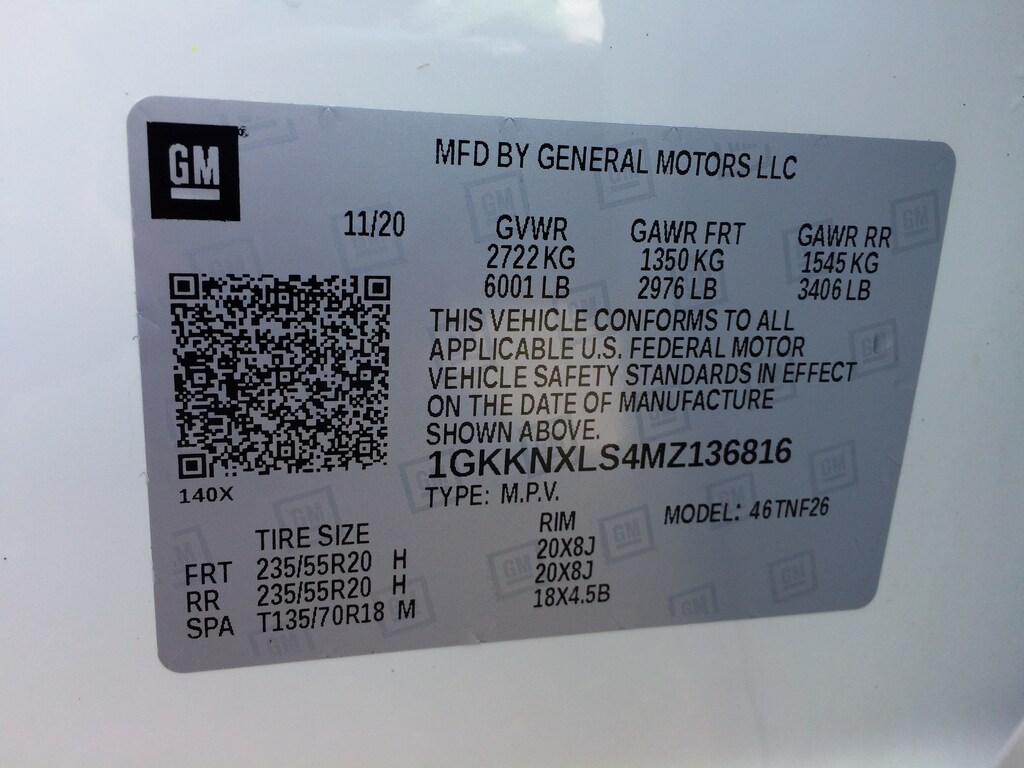 GM
MFD BY GENERAL MOTORS LLC
11/20 GVWR GAWR FRT GAWR RR
2722 KG 1350 KG 1545 KG
6001 LB 2976 LB 3406 LB
THIS VEHICLE CONFORMS TO ALL
APPLICABLE U.S. FEDERAL MOTOR
VEHICLE SAFETY STANDARDS IN EFFECT
ON THE DATE OF MANUFACTURE
SHOWN ABOVE.
1GKKNXLS4MZ136816
140X
TYPE: M.P.V. MODEL: 46TNF26
TIRE SIZE RIM
FRT 235/55R20 H 20X8J
RR 235/55R20 H 20X8J
SPA T135/70R18 M 18X4.5B